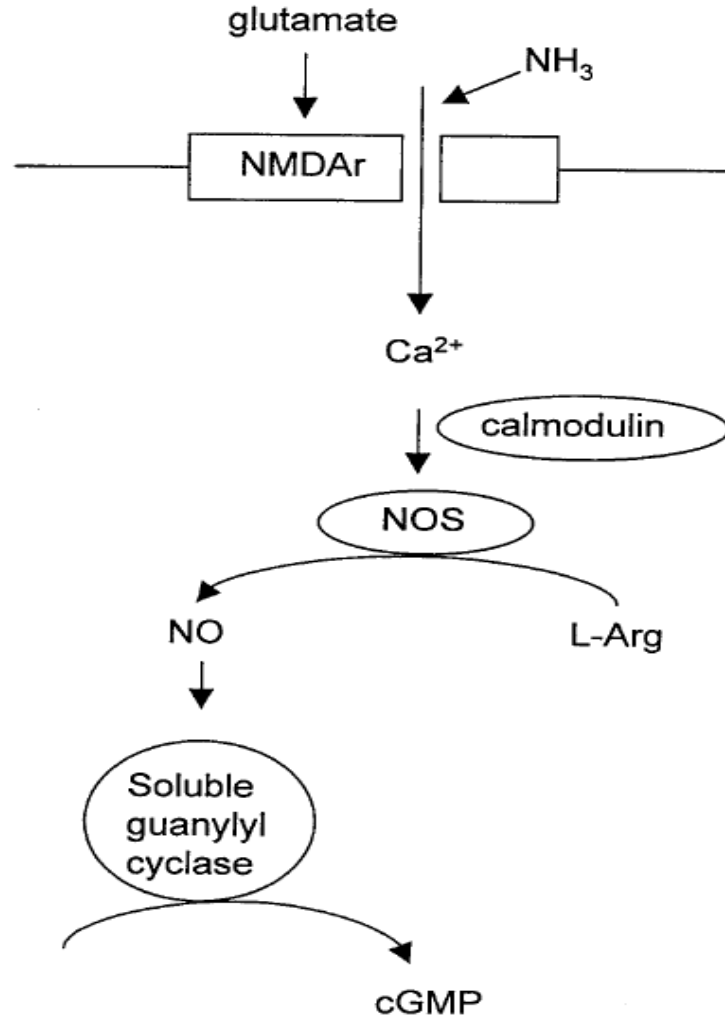 glutamate
NH₃
NMDAr
Ca²⁺
calmodulin
NOS
NO
L-Arg
Soluble
guanylyl
cyclase
cGMP